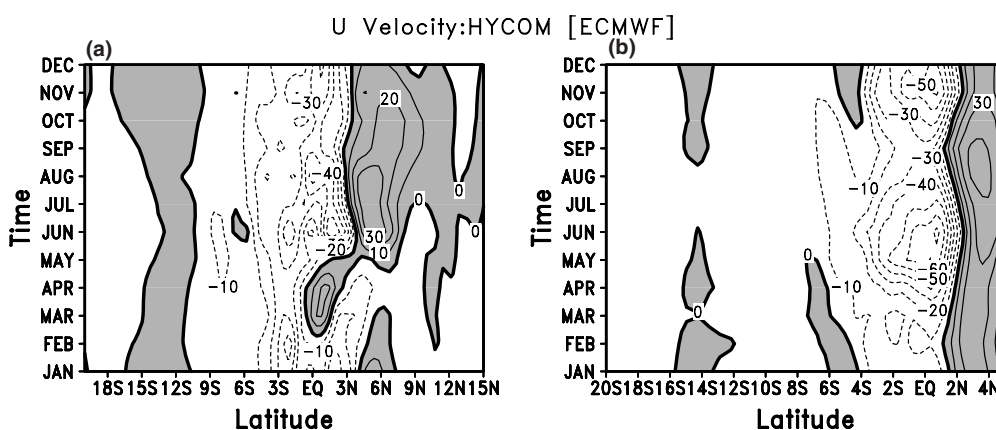 U Velocity:HYCOM [ECMWF]
(a)
(b)
DEC
NOV
OCT
SEP
AUG
JUL
JUN
MAY
APR
MAR
FEB
JAN
Time
18S 15S 12S 9S 6S 3S EQ 3N 6N 9N 12N 15N
Latitude
-30
20
-40
0
0
0
30
-20
10
-10
-10
DEC
NOV
OCT
SEP
AUG
JUL
JUN
MAY
APR
MAR
FEB
JAN
Time
20S 18S 16S 14S 12S 10S 8S 6S 4S 2S EQ 2N 4N
Latitude
-50
30
-30
-30
-10
-40
0
-60
-50
-10
-20
0